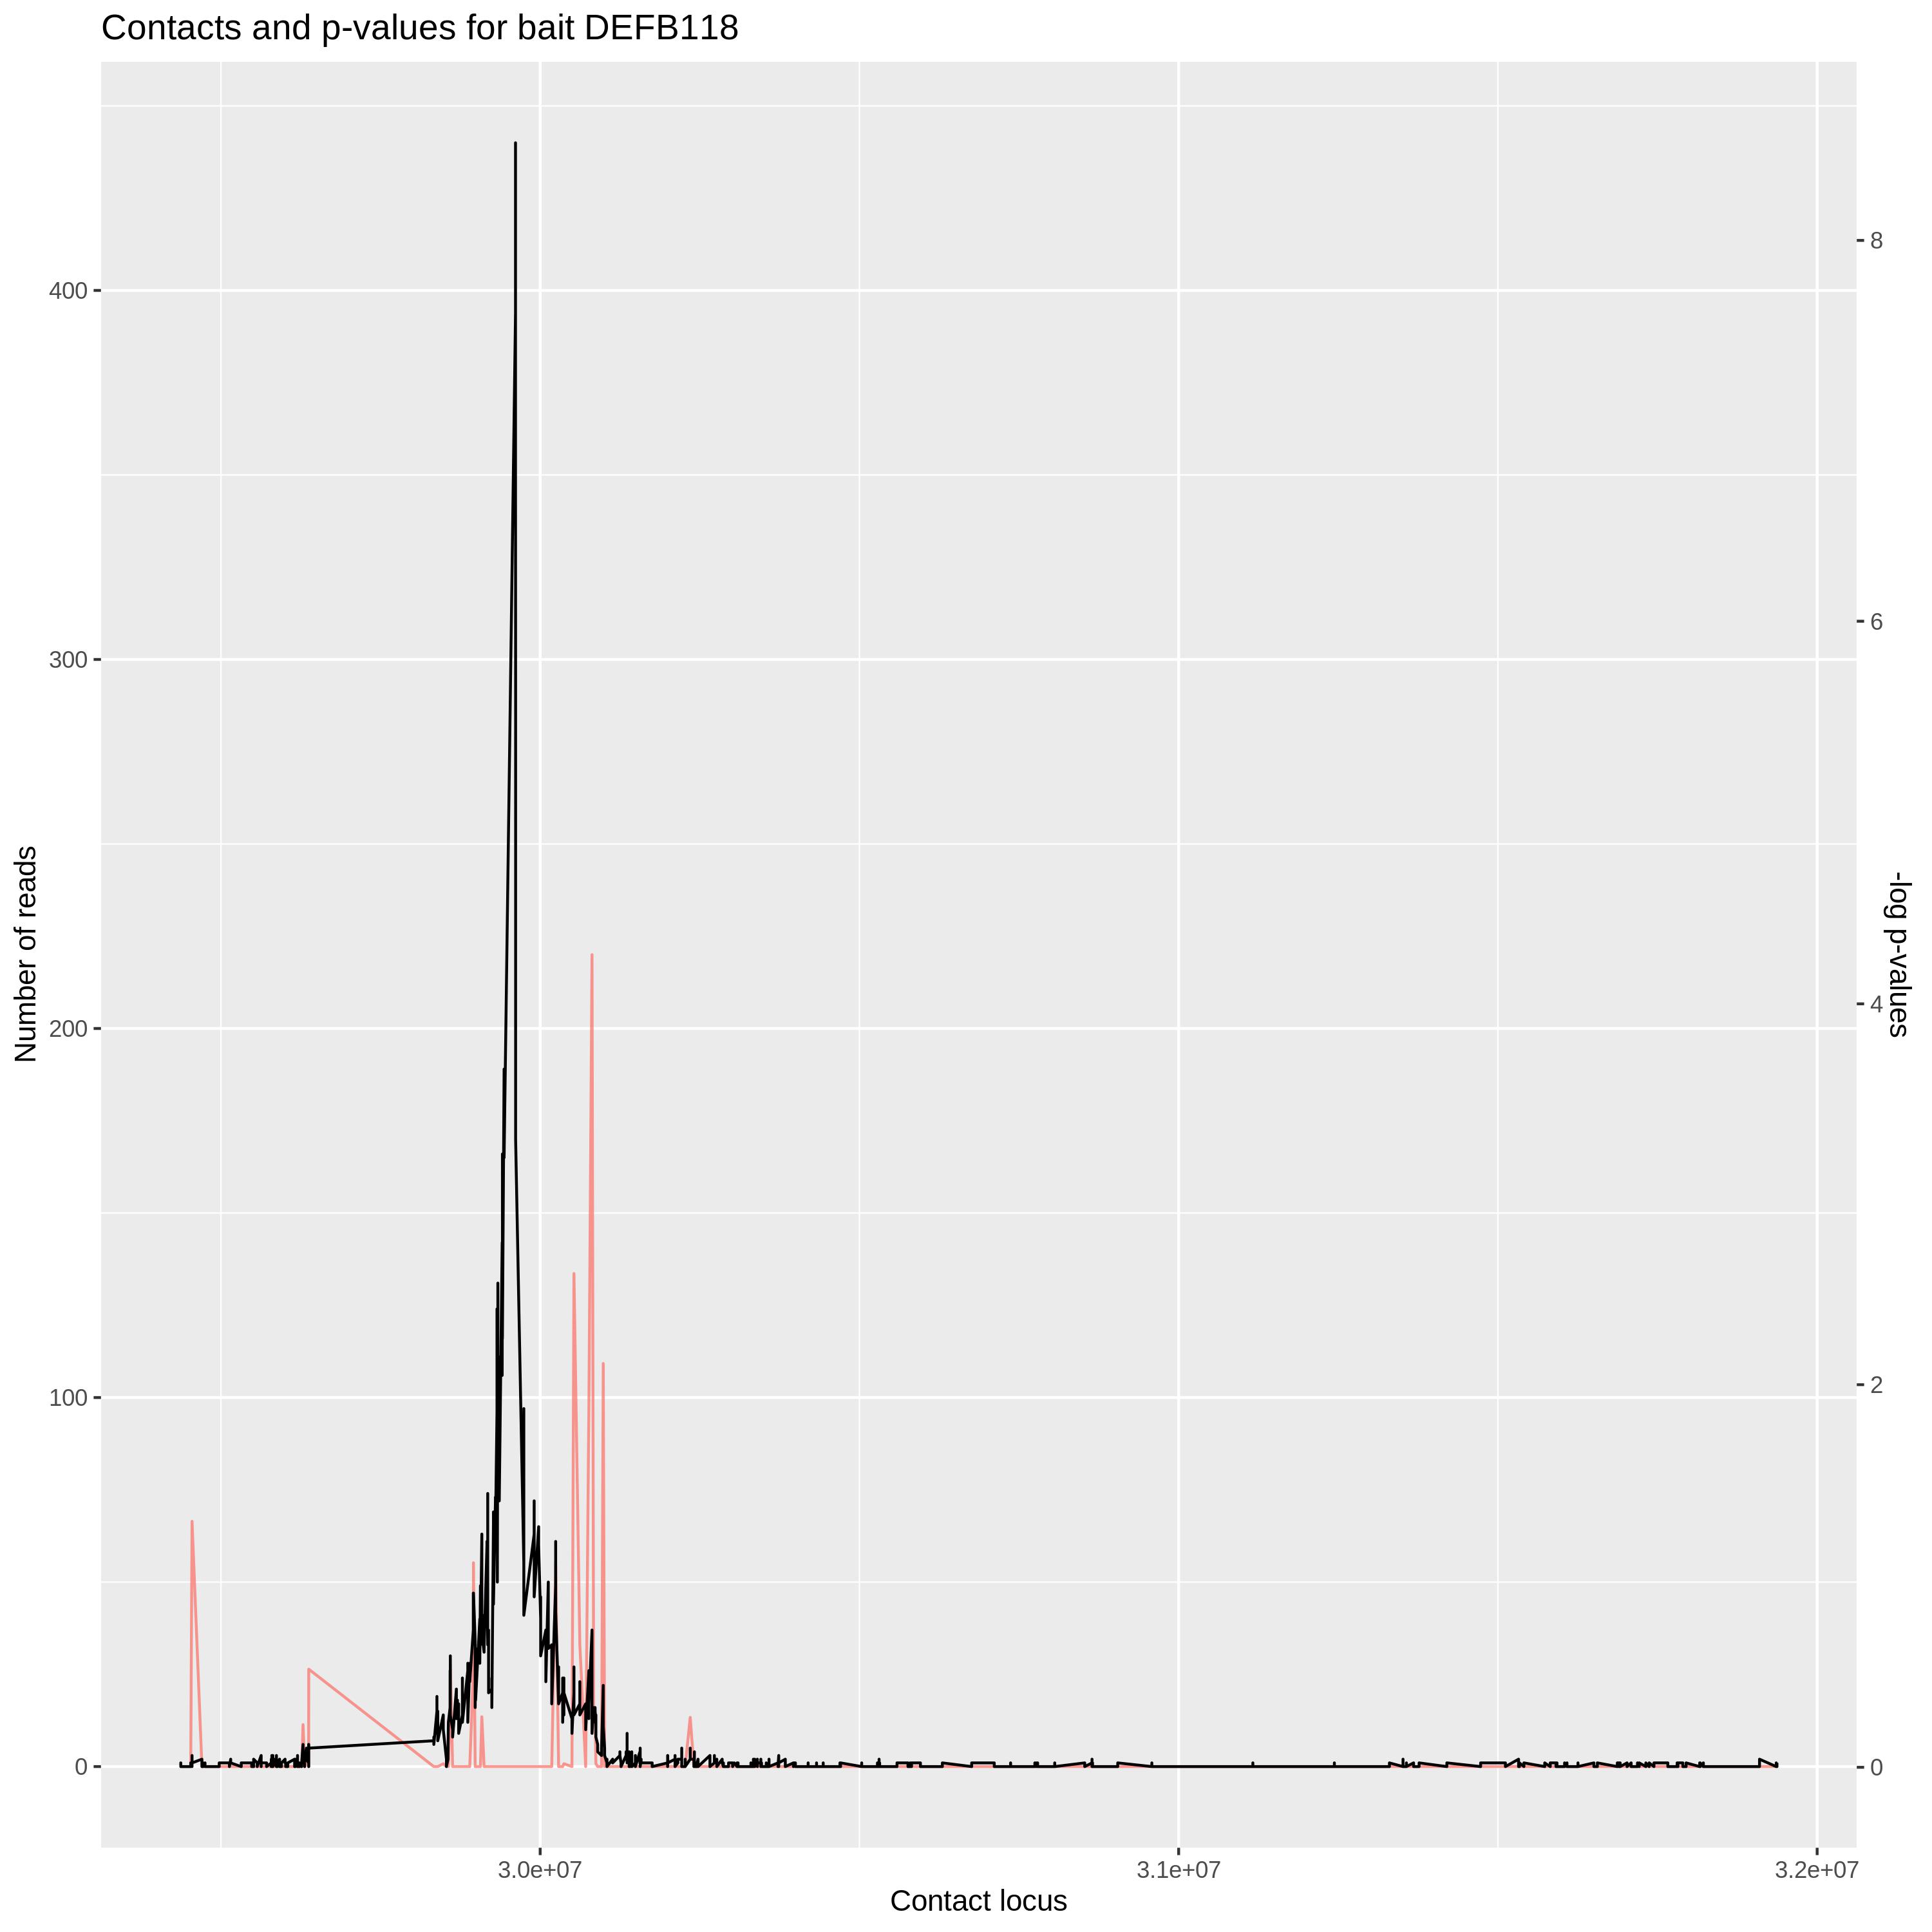 Contacts and p-values for bait DEFB118
400
300
200
100
0
8
6
4
2
0
Number of reads
-log p-values
3.0e+07
3.1e+07
3.2e+07
Contact locus